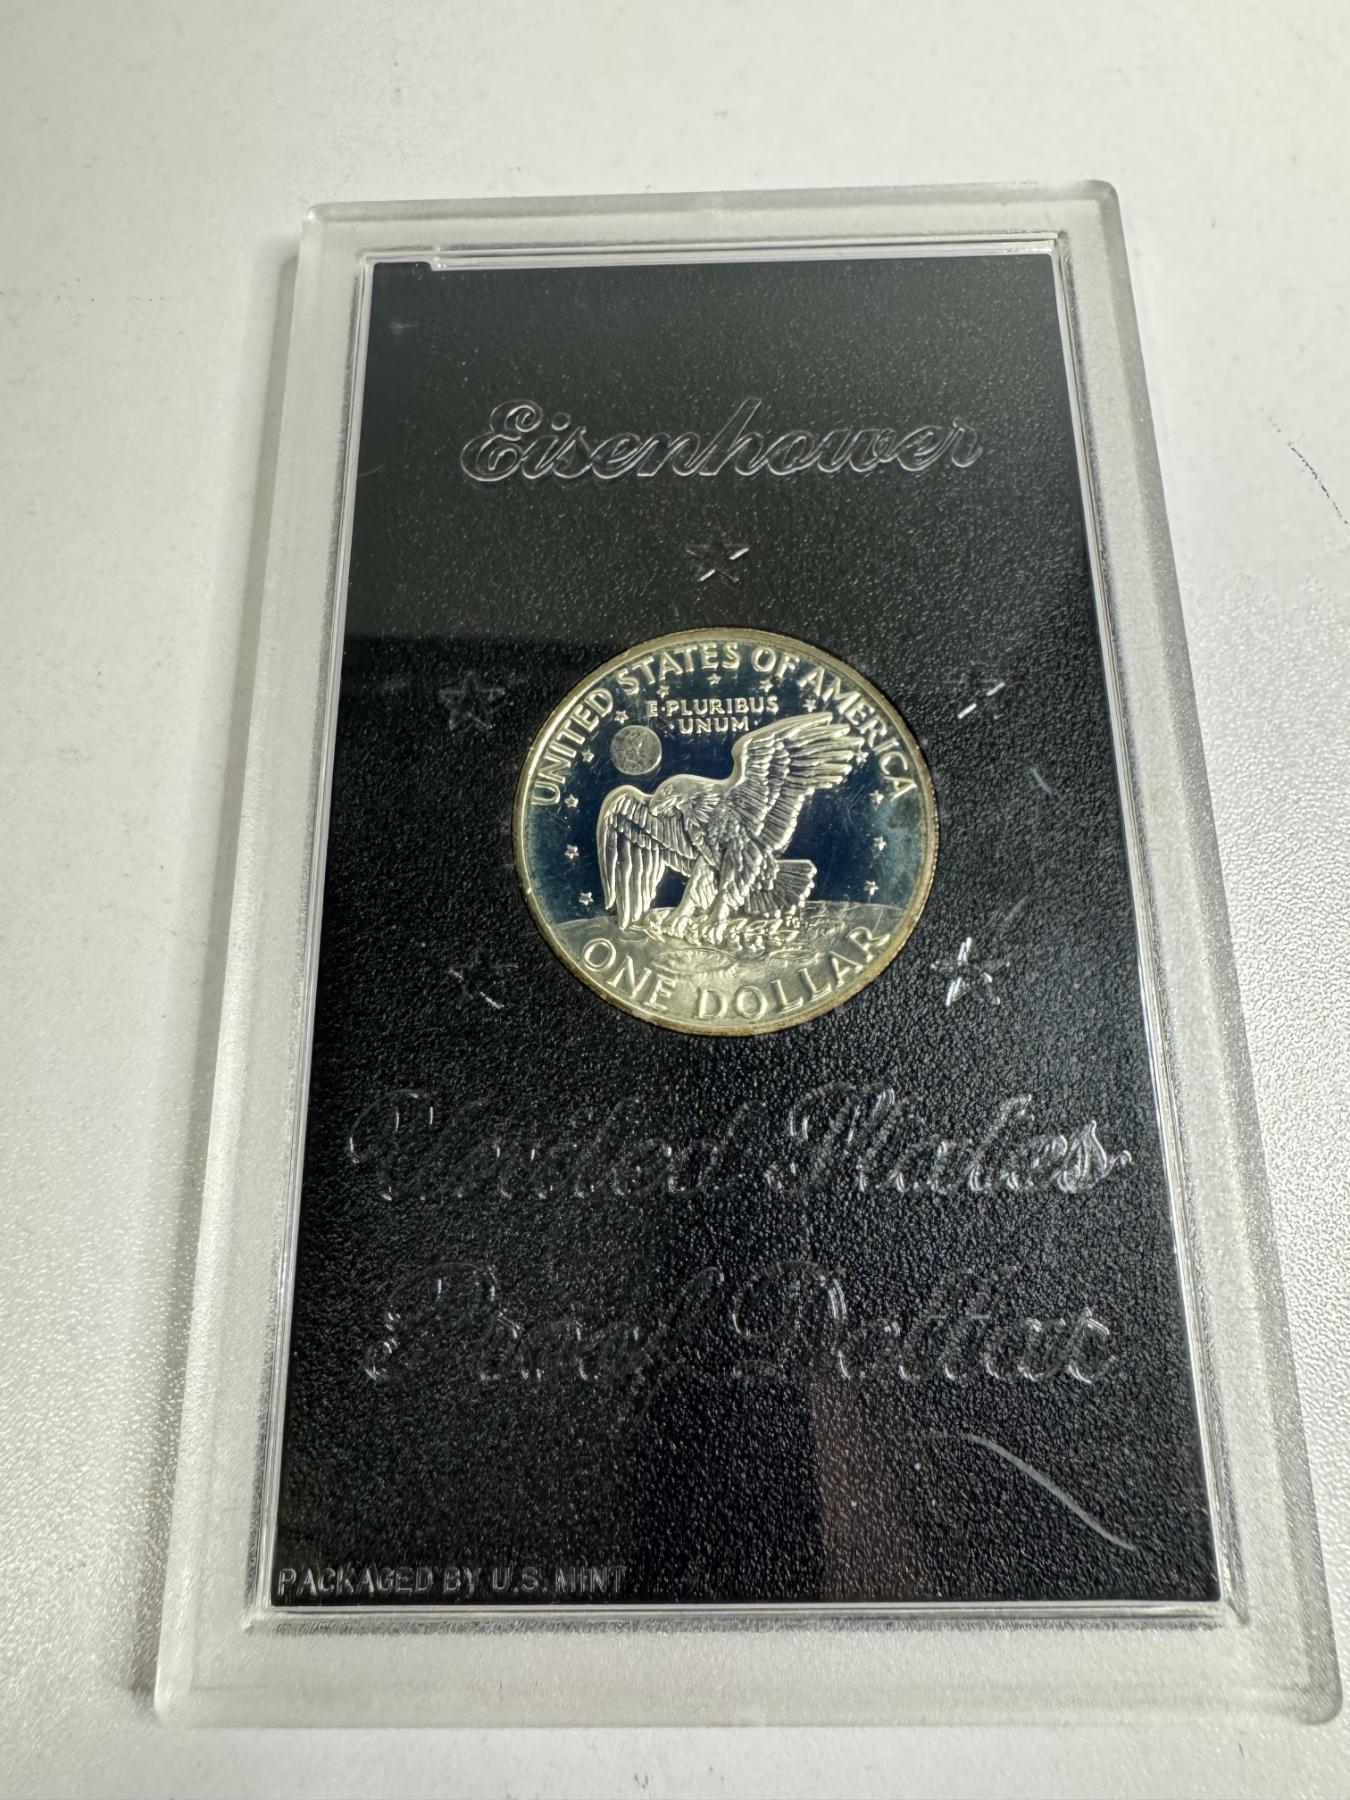 Eisenhower
UNITED STATES OF AMERICA
E·PLURIBUS
·UNUM·
ONE DOLLAR
United States
Proof Dollar
PACKAGED BY U.S. MINT